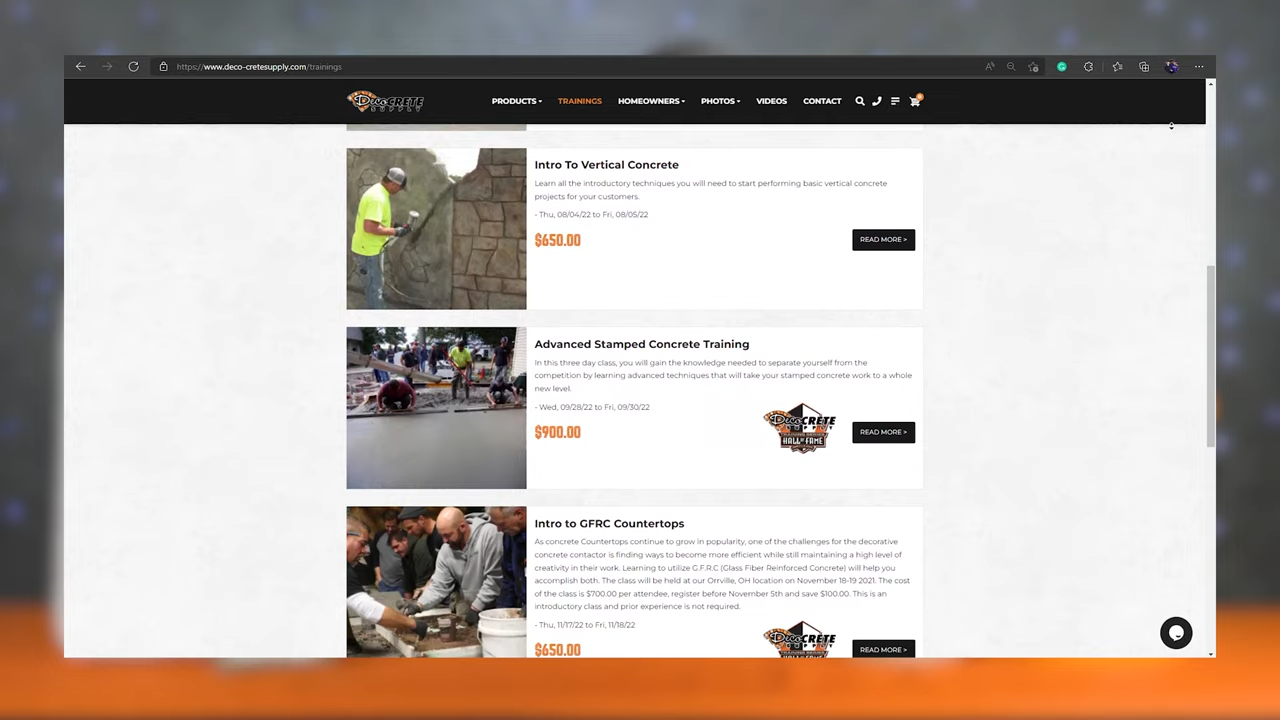 https://www.deco-cretesupply.com/trainings
DecoCRETE
SUPPLY
PRODUCTS
TRAININGS
HOMEOWNERS
PHOTOS
VIDEOS
CONTACT
Intro To Vertical Concrete
Learn all the introductory techniques you will need to start performing basic vertical concrete
projects for your customers.
- Thu, 08/04/22 to Fri, 08/05/22
$650.00
READ MORE >
Advanced Stamped Concrete Training
In this three day class, you will gain the knowledge needed to separate yourself from the
competition by learning advanced techniques that will take your stamped concrete work to a whole
new level.
- Wed, 09/28/22 to Fri, 09/30/22
$900.00
DecoCRETE
SUPPLY
TRAINING SERIES
HALL OF FAME
READ MORE >
Intro to GFRC Countertops
As concrete Countertops continue to grow in popularity, one of the challenges for the decorative
concrete contactor is finding ways to become more efficient while still maintaining a high level of
creativity in their work. Learning to utilize G.F.R.C (Glass Fiber Reinforced Concrete) will help you
accomplish both. The class will be held at our Orrville, OH location on November 18-19 2021. The cost
of the class is $700.00 per attendee, register before November 5th and save $100.00. This is an
introductory class and prior experience is not required.
- Thu, 11/17/22 to Fri, 11/18/22
$650.00
DecoCRETE
SUPPLY
READ MORE >